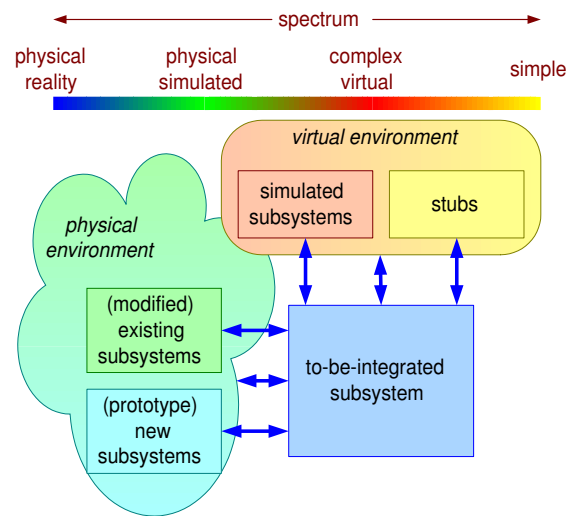 spectrum
physical
reality
physical
simulated
complex
virtual
simple
virtual environment
simulated
subsystems
stubs
physical
environment
(modified)
existing
subsystems
to-be-integrated
subsystem
(prototype)
new
subsystems